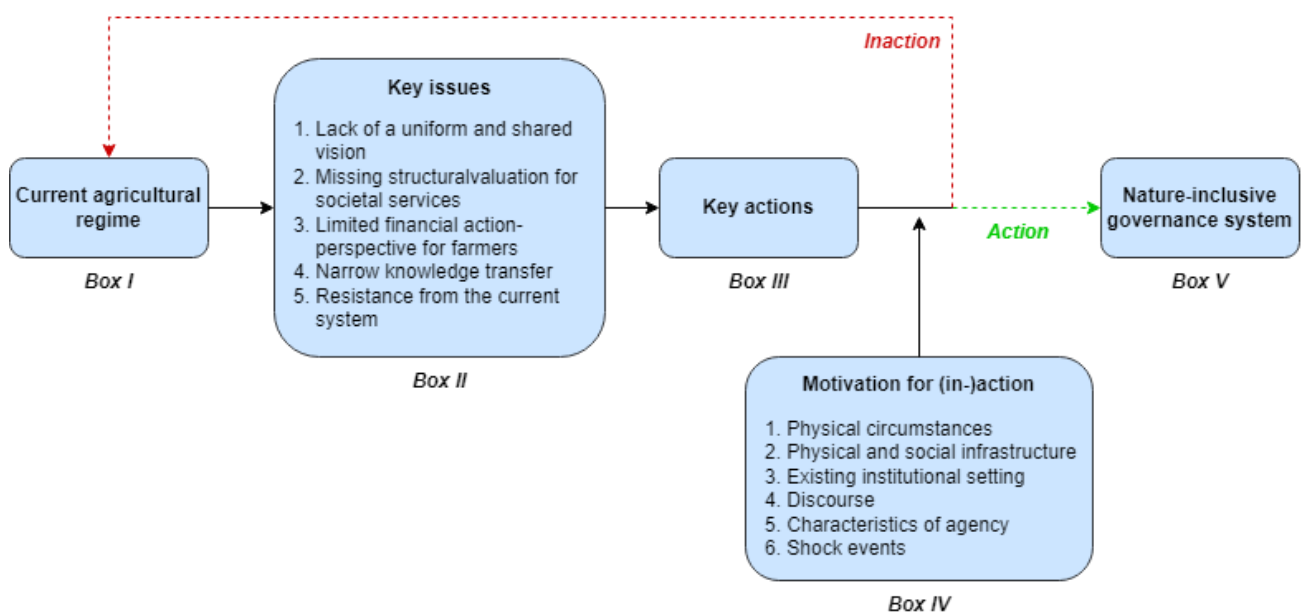 Inaction
Current agricultural
regime
Box I
Key issues
1. Lack of a uniform and shared
vision
2. Missing structuralvaluation for
societal services
3. Limited financial action-
perspective for farmers
4. Narrow knowledge transfer
5. Resistance from the current
system
Box II
Key actions
Box III
Action
Nature-inclusive
governance system
Box V
Motivation for (in-)action
1. Physical circumstances
2. Physical and social infrastructure
3. Existing institutional setting
4. Discourse
5. Characteristics of agency
6. Shock events
Box IV